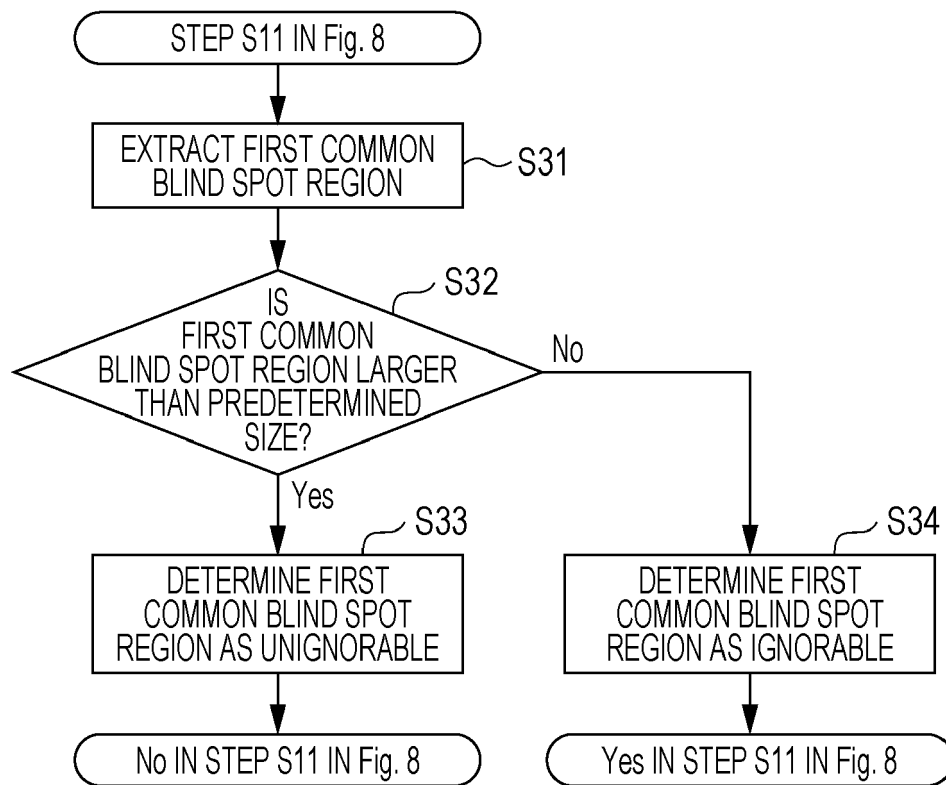 STEP S11 IN Fig. 8
EXTRACT FIRST COMMON
BLIND SPOT REGION
S31
IS
FIRST COMMON
BLIND SPOT REGION LARGER
THAN PREDETERMINED
SIZE?
S32
No
Yes
S33
DETERMINE FIRST
COMMON BLIND SPOT
REGION AS UNIGNORABLE
S34
DETERMINE FIRST
COMMON BLIND SPOT
REGION AS IGNORABLE
No IN STEP S11 IN Fig. 8
Yes IN STEP S11 IN Fig. 8